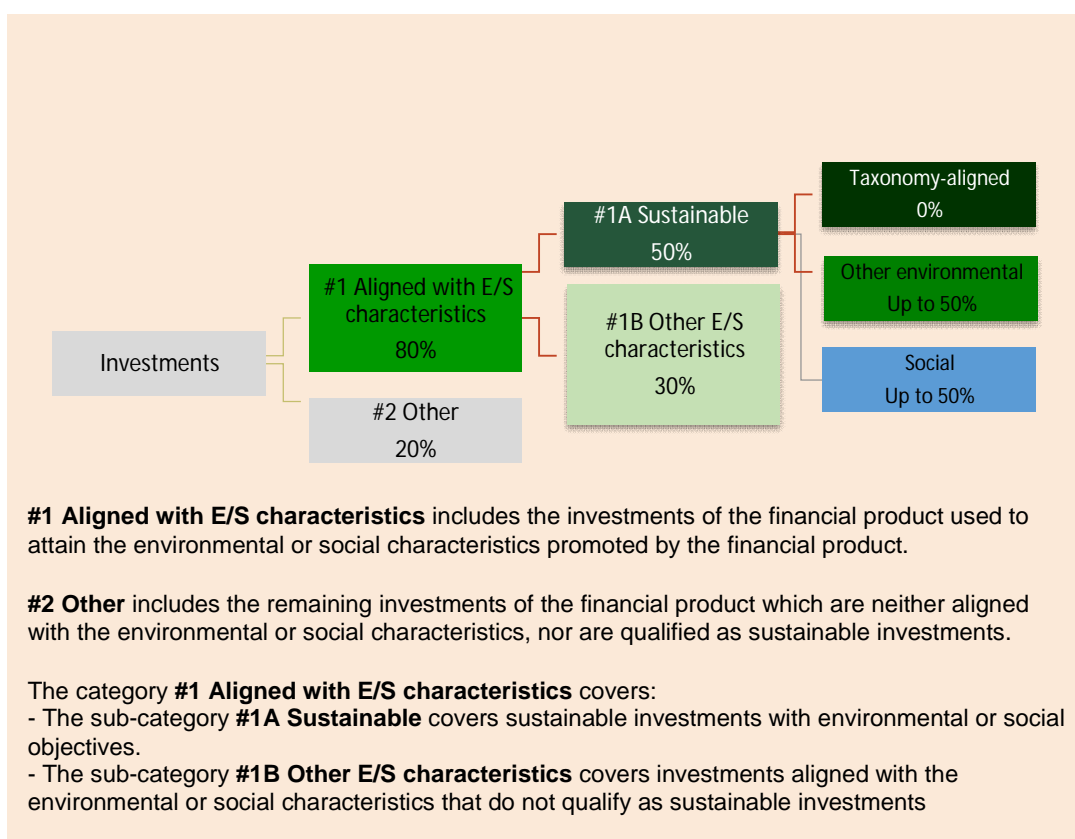 Investments
#1 Aligned with E/S
characteristics
80%
#2 Other
20%
#1A Sustainable
50%
#1B Other E/S
characteristics
30%
Taxonomy-aligned
0%
Other environmental
Up to 50%
Social
Up to 50%
#1 Aligned with E/S characteristics includes the investments of the financial product used to
attain the environmental or social characteristics promoted by the financial product.
#2 Other includes the remaining investments of the financial product which are neither aligned
with the environmental or social characteristics, nor are qualified as sustainable investments.
The category #1 Aligned with E/S characteristics covers:
- The sub-category #1A Sustainable covers sustainable investments with environmental or social
objectives.
- The sub-category #1B Other E/S characteristics covers investments aligned with the
environmental or social characteristics that do not qualify as sustainable investments